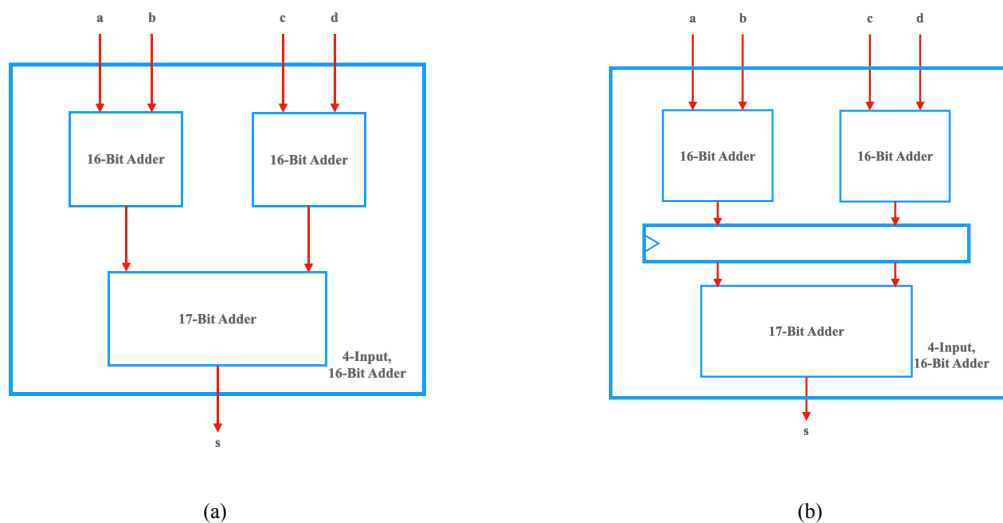 a b c d
16-Bit Adder 16-Bit Adder
17-Bit Adder
4-Input,
16-Bit Adder
s
(a)
a b c d
16-Bit Adder 16-Bit Adder
17-Bit Adder
4-Input,
16-Bit Adder
s
(b)